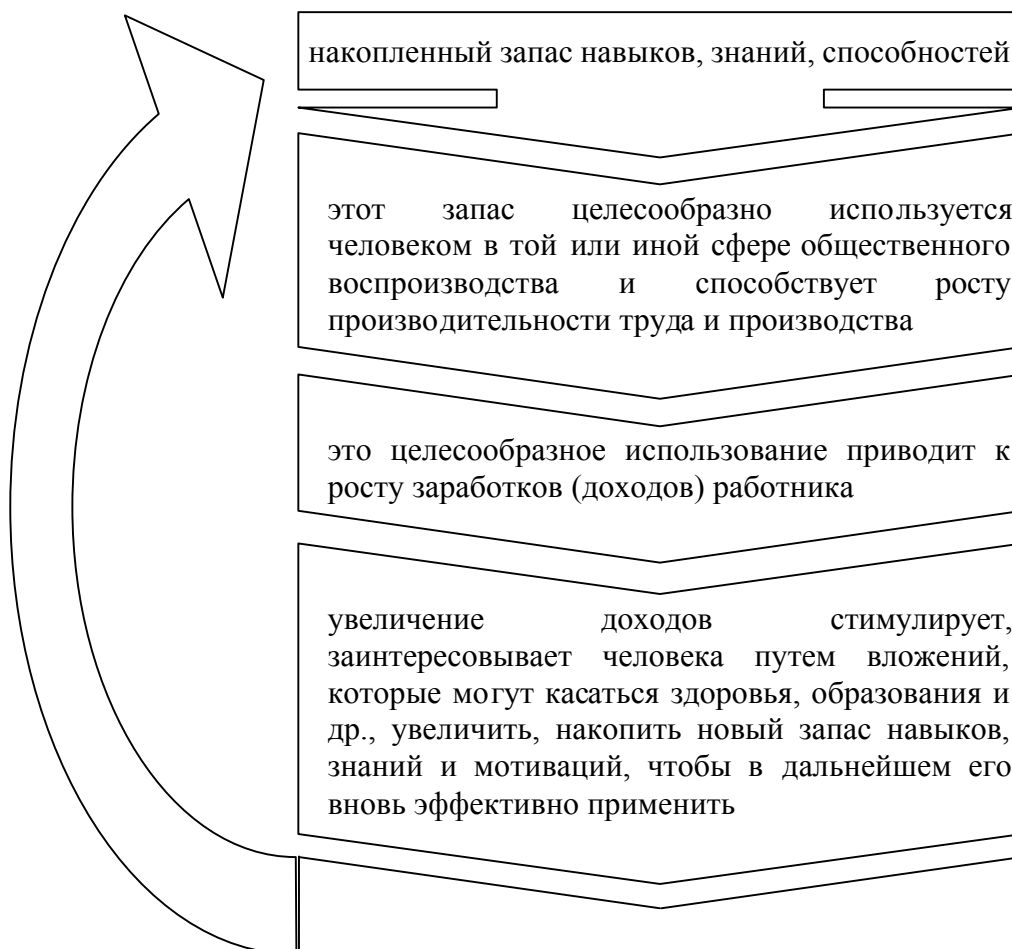 накопленный запас навыков, знаний, способностей
этот запас целесообразно используется
человеком в той или иной сфере общественного
воспроизводства и способствует росту
производительности труда и производства
это целесообразное использование приводит к
росту заработков (доходов) работника
увеличение доходов стимулирует,
заинтересовывает человека путем вложений,
которые могут касаться здоровья, образования и
др., увеличить, накопить новый запас навыков,
знаний и мотиваций, чтобы в дальнейшем его
вновь эффективно применить